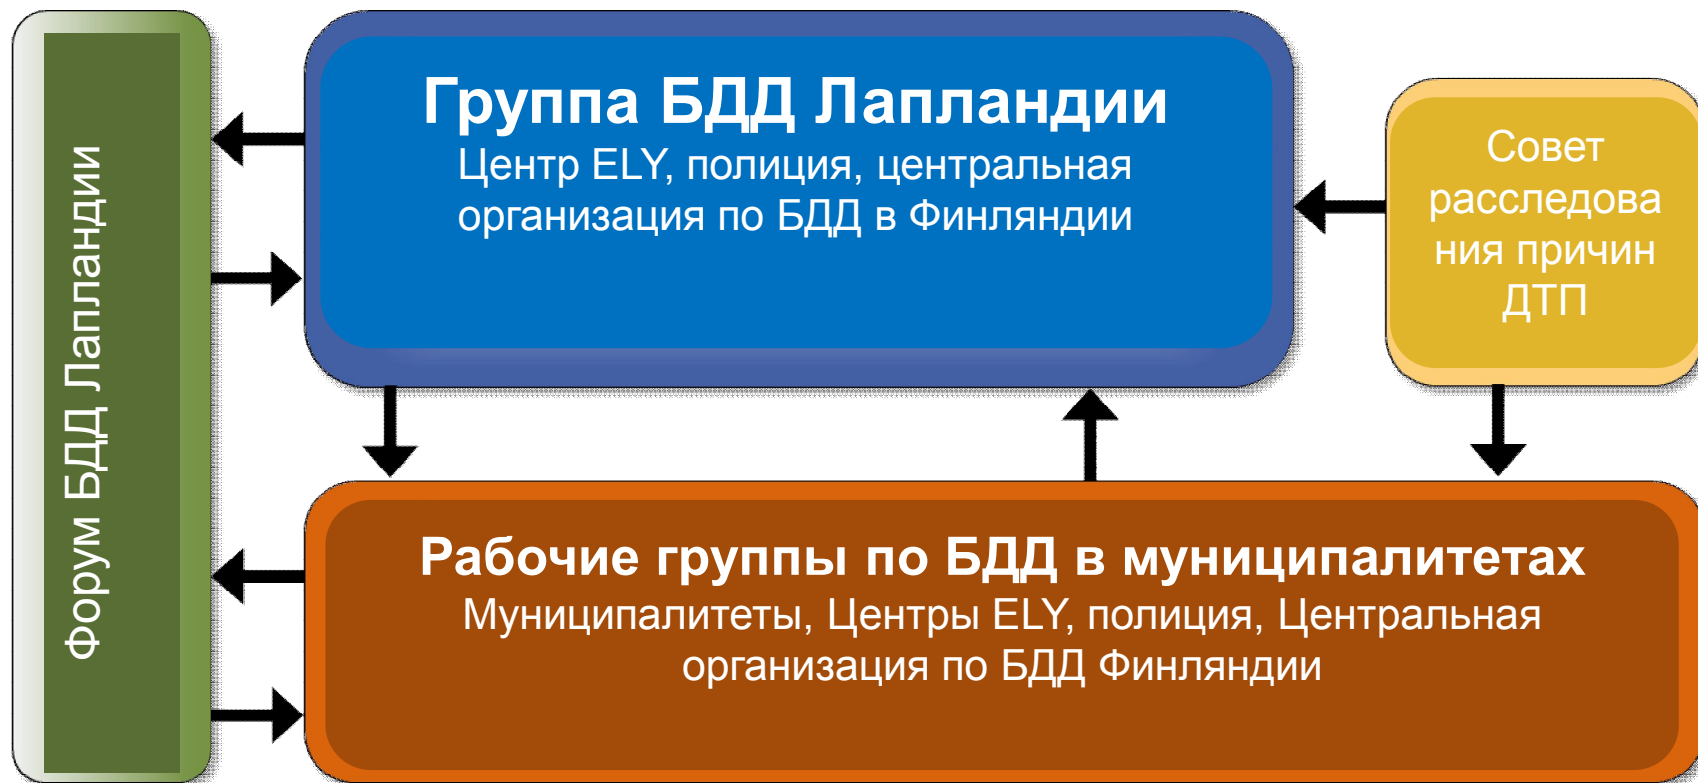 Форум БДД Лапландии
Группа БДД Лапландии
Центр ELY, полиция, центральная
организация по БДД в Финляндии
Совет
расследова
ния причин
ДТП
Рабочие группы по БДД в муниципалитетах
Муниципалитеты, Центры ELY, полиция, Центральная
организация по БДД Финляндии